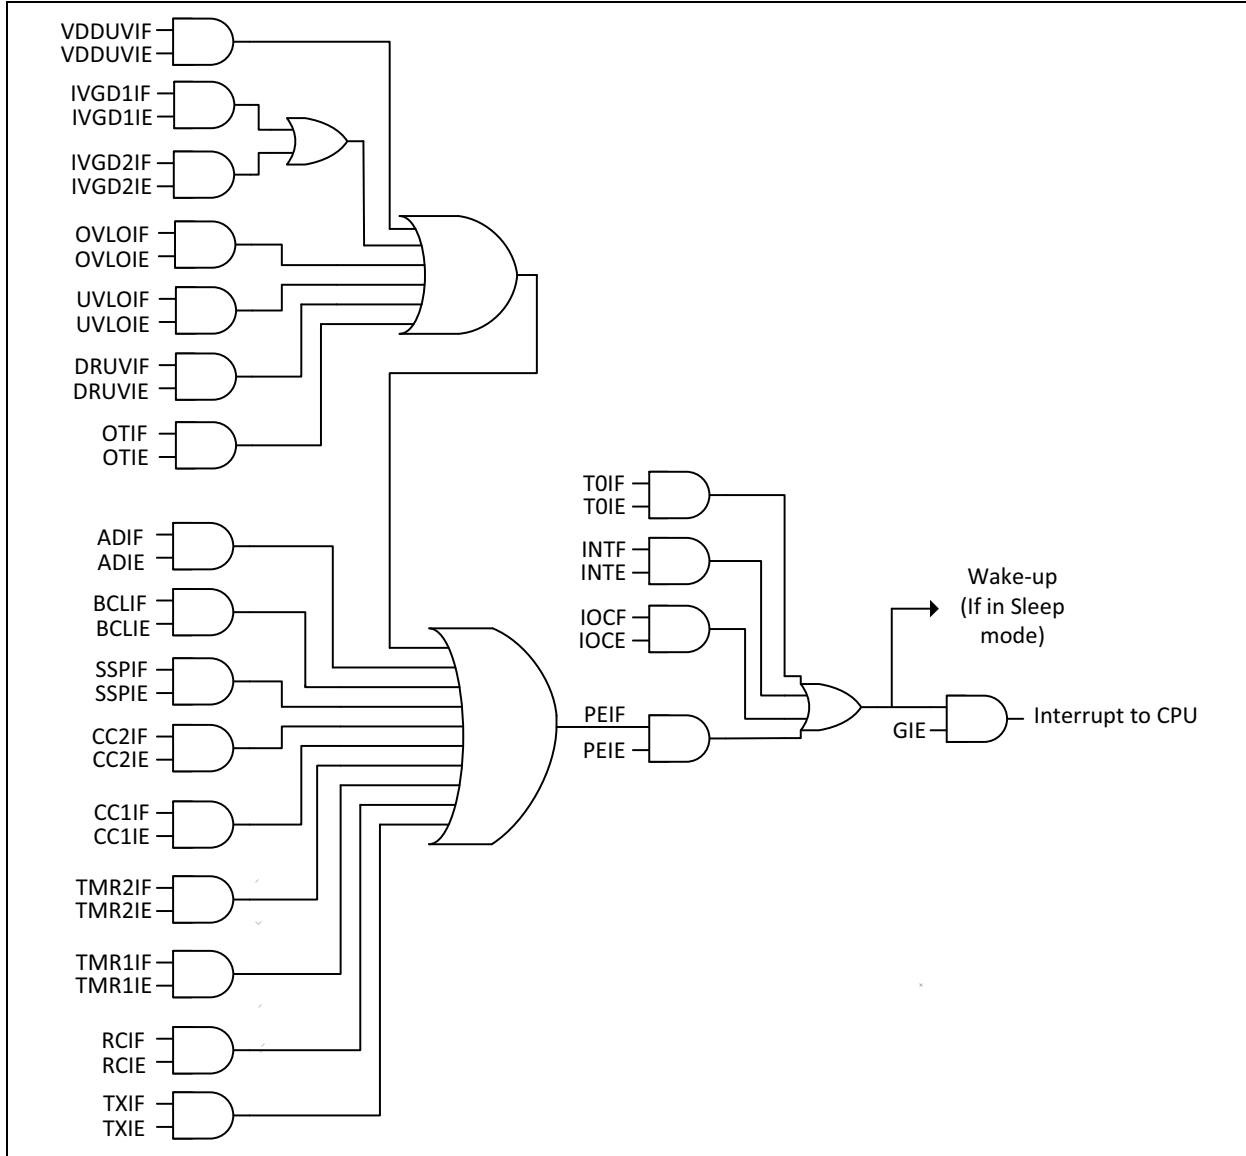 VDDUVIF
VDDUVIE
IVGD1IF
IVGD1IE
IVGD2IF
IVGD2IE
OVLOIF
OVLOIE
UVLOIF
UVLOIE
DRUVIF
DRUVIE
OTIF
OTIE
ADIF
ADIE
BCLIF
BCLIE
SSPIF
SSPIE
CC2IF
CC2IE
CC1IF
CC1IE
TMR2IF
TMR2IE
TMR1IF
TMR1IE
RCIF
RCIE
TXIF
TXIE
T0IF
T0IE
INTF
INTE
IOCF
IOCE
PEIF
PEIE
Wake-up
(If in Sleep
mode)
GIE
Interrupt to CPU